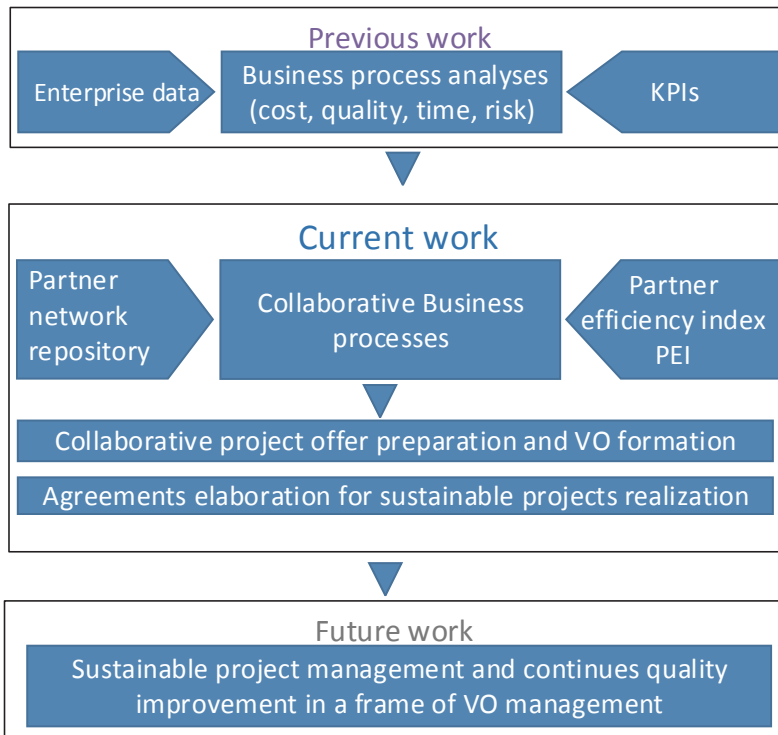 Previous work
Enterprise data
Business process analyses
(cost, quality, time, risk)
KPIs
Current work
Partner
network
repository
Collaborative Business
processes
Partner
efficiency index
PEI
Collaborative project offer preparation and VO formation
Agreements elaboration for sustainable projects realization
Future work
Sustainable project management and continues quality
improvement in a frame of VO management